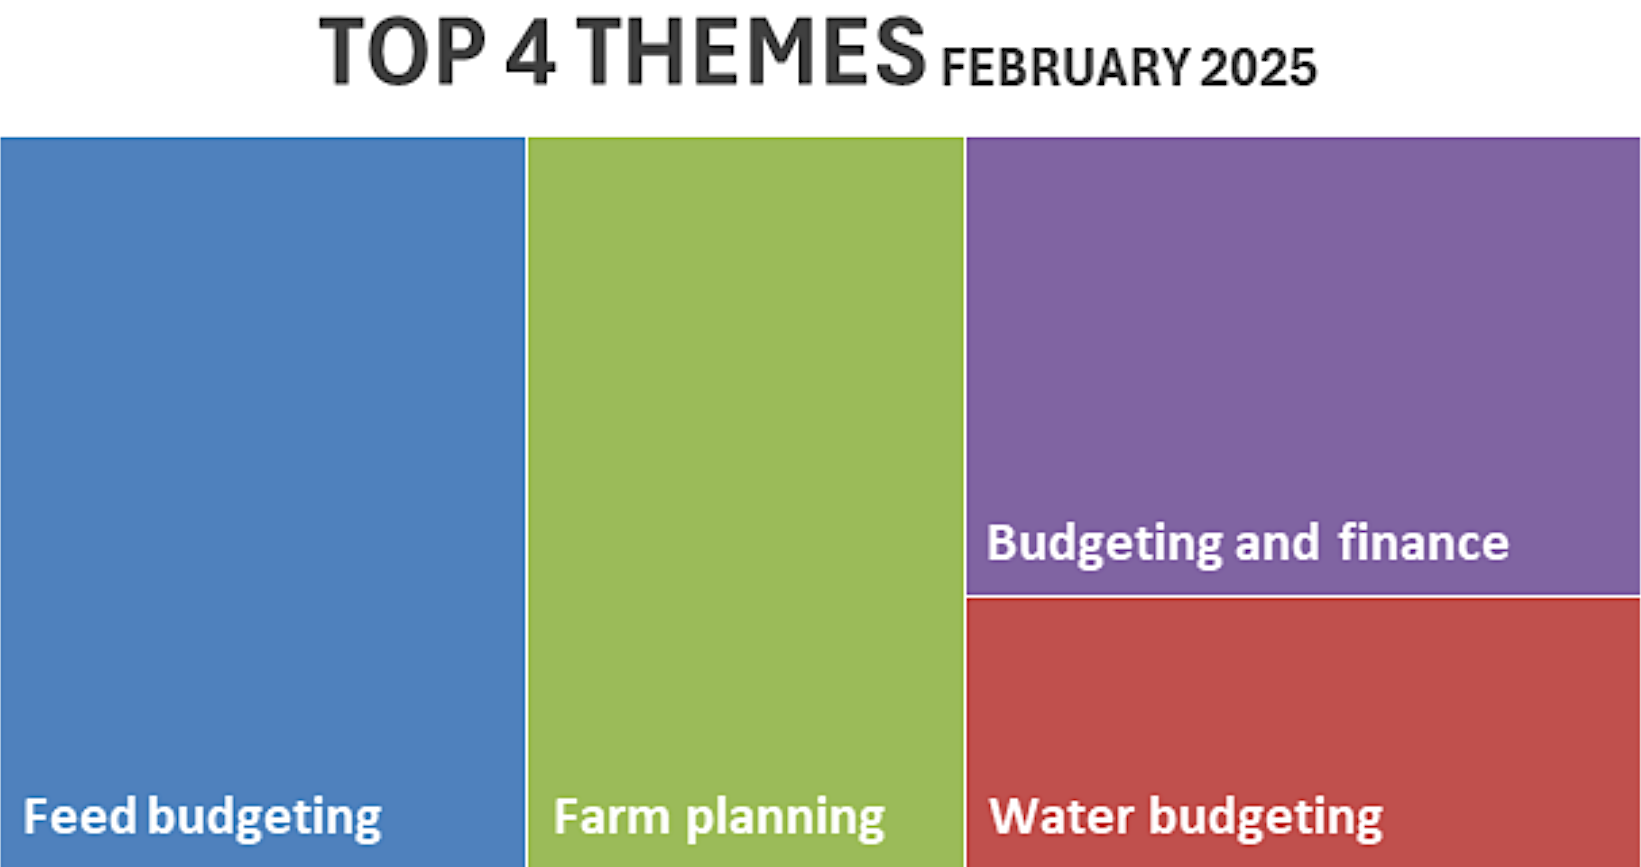 TOP 4 THEMES FEBRUARY 2025
Budgeting and finance
Feed budgeting
Farm planning
Water budgeting